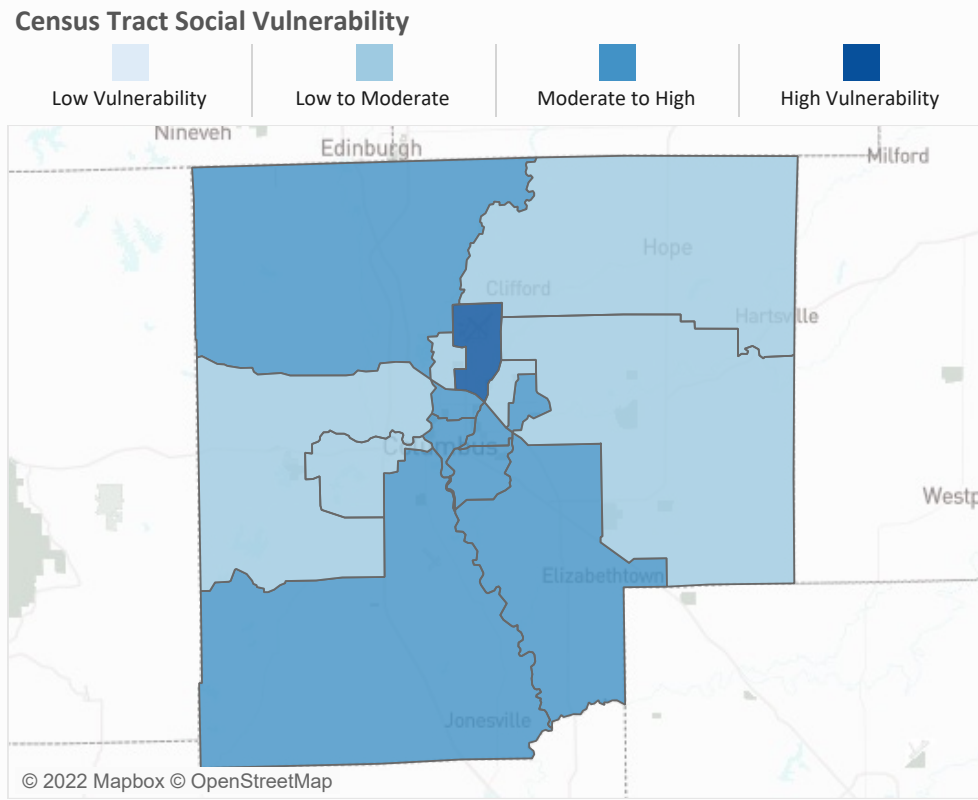 Census Tract Social Vulnerability
Low Vulnerability
Low to Moderate
Moderate to High
High Vulnerability
Nineveh
Edinburgh
Milford
Hope
Clifford
Hartsville
Columbus
Westp
Elizabethtown
Jonesville
© 2022 Mapbox © OpenStreetMap